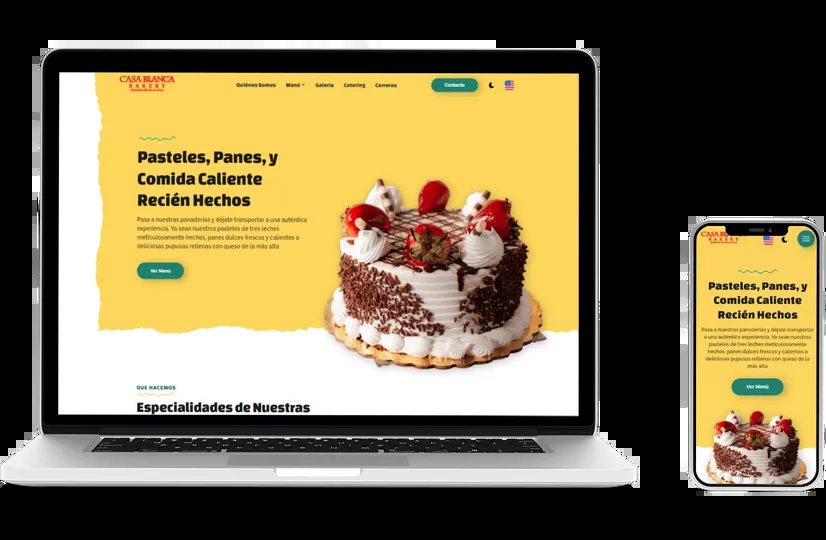 CASA BLANCA
BAKERY
Quiénes Somos Menú Galería Catering Carreras Contacto
Pasteles, Panes, y
Comida Caliente
Recién Hechos
Pasa a nuestras panaderías y déjate transportar a una auténtica
experiencia. Ya sean nuestros pasteles de tres leches
meticulosamente hechos, panes dulces frescos y calientes o
deliciosas pupusas rellenas con queso de la más alta
Ver Menú
QUE HACEMOS
Especialidades de Nuestras
CASA BLANCA
BAKERY
Pasteles, Panes, y
Comida Caliente
Recién Hechos
Pasa a nuestras panaderías y déjate transportar
a una auténtica experiencia. Ya sean nuestros
pasteles de tres leches meticulosamente
hechos, panes dulces frescos y calientes o
deliciosas pupusas rellenas con queso de la
más alta
Ver Menú